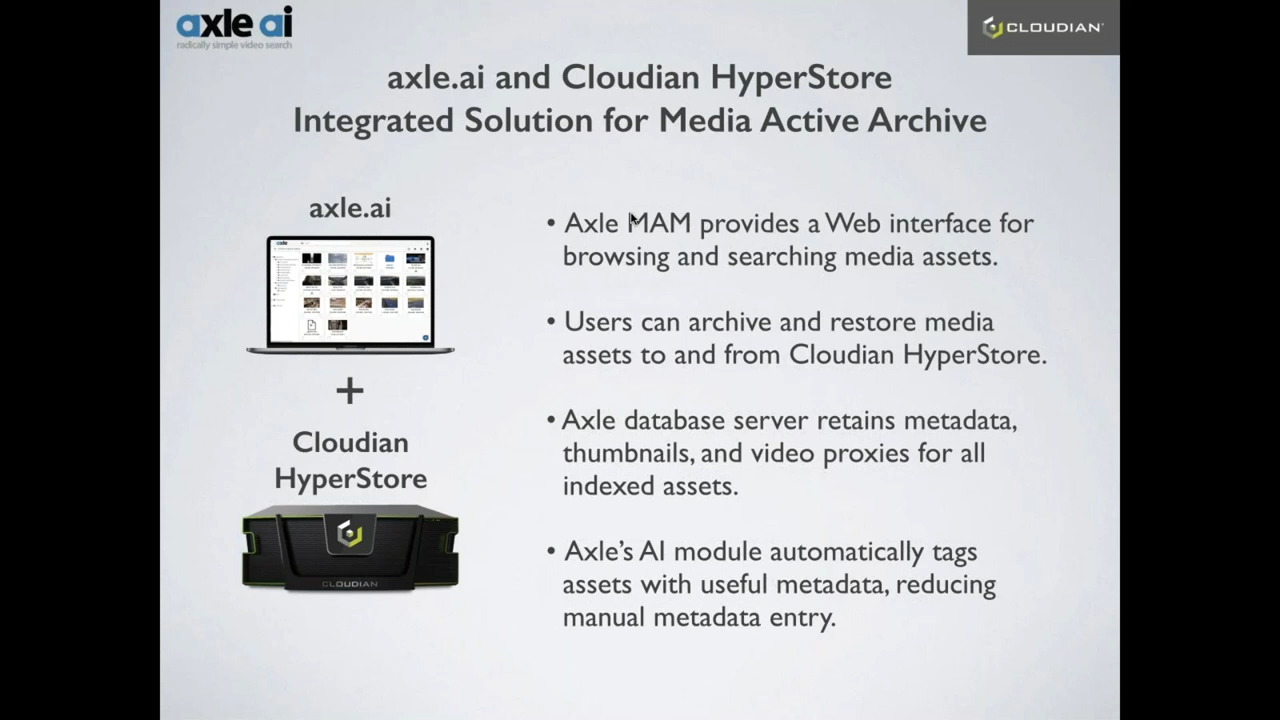 axle ai
radically simple video search
CLOUDIAN
axle.ai and Cloudian HyperStore
Integrated Solution for Media Active Archive
axle.ai
+
Cloudian
HyperStore
CLOUDIAN
• Axle MAM provides a Web interface for
browsing and searching media assets.
• Users can archive and restore media
assets to and from Cloudian HyperStore.
• Axle database server retains metadata,
thumbnails, and video proxies for all
indexed assets.
• Axle’s AI module automatically tags
assets with useful metadata, reducing
manual metadata entry.